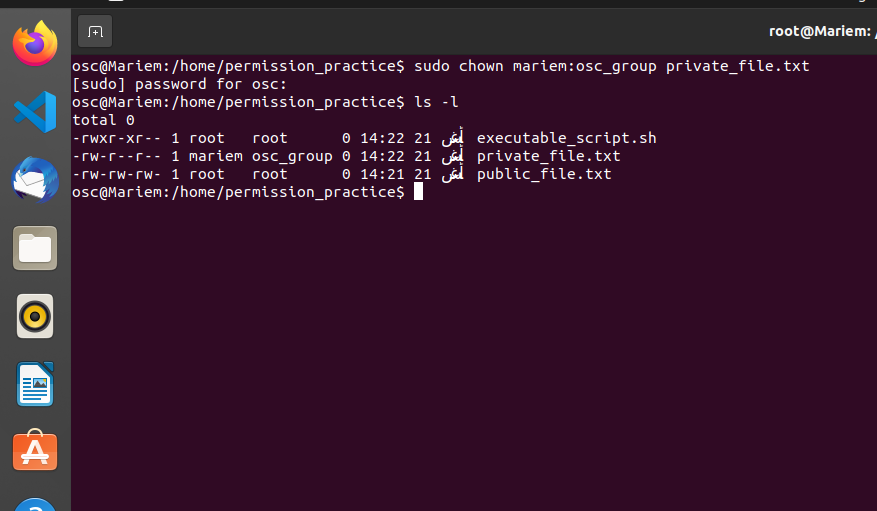 root@Mariem: /
osc@Mariem:/home/permission_practice$ sudo chown mariem:osc_group private_file.txt
[sudo] password for osc:
osc@Mariem:/home/permission_practice$ ls -l
total 0
-rwxr-xr-- 1 root   root      0 14:22 21  executable_script.sh
-rw-r--r-- 1 mariem osc_group 0 14:22 21  private_file.txt
-rw-rw-rw- 1 root   root      0 14:21 21  public_file.txt
osc@Mariem:/home/permission_practice$